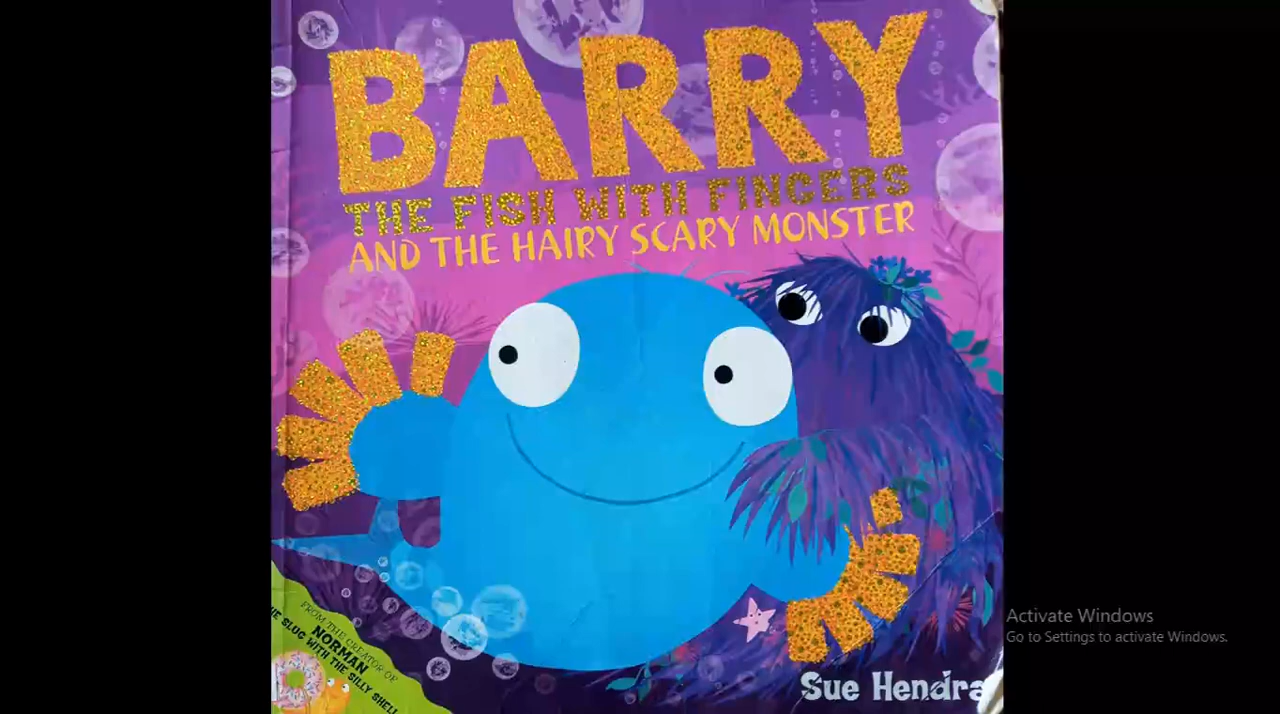 BARRY
THE FISH WITH FINGERS
AND THE HAIRY SCARY MONSTER
FROM THE CREATOR OF
NORMAN
THE SLUG WITH THE SILLY SHELL
Sue Hendra
Activate Windows
Go to Settings to activate Windows.